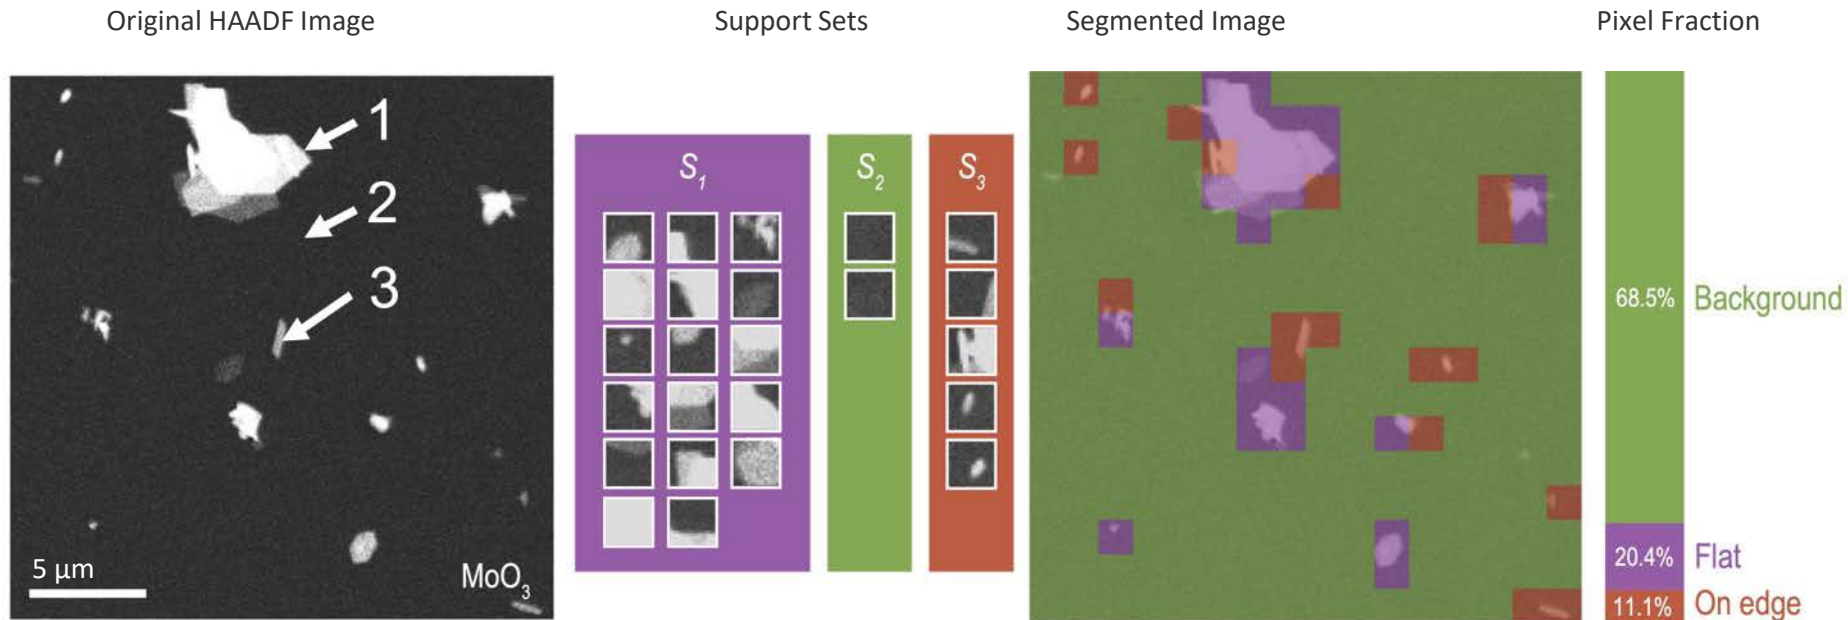 Original HAADF Image
Support Sets
Segmented Image
Pixel Fraction
1
2
3
5 µm
MoO₃
S₁
S₂
S₃
68.5%
Background
20.4%
Flat
11.1%
On edge